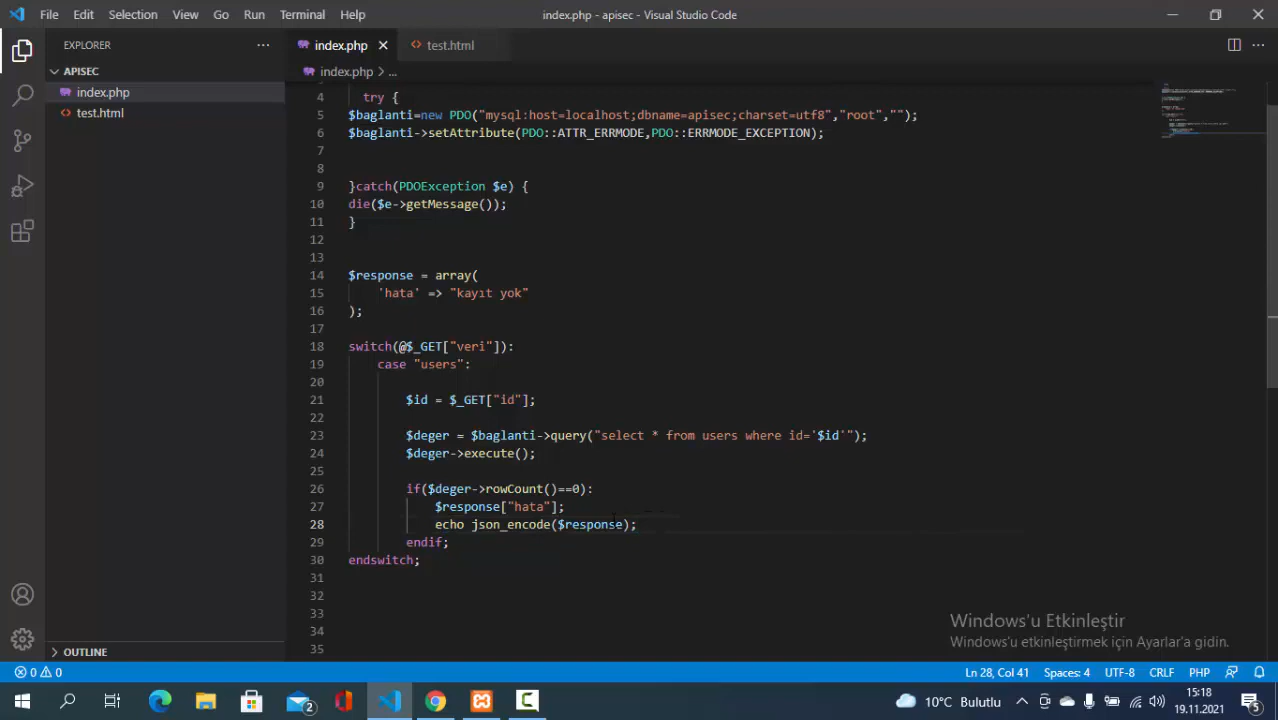 File Edit Selection View Go Run Terminal Help
index.php - apisec - Visual Studio Code
EXPLORER
APISEC
index.php
test.html
OUTLINE
index.php
test.html
index.php > ...
4 try {
5 $baglanti=new PDO("mysql:host=localhost;dbname=apisec;charset=utf8","root","");
6 $baglanti->setAttribute(PDO::ATTR_ERRMODE,PDO::ERRMODE_EXCEPTION);
7
8
9 }catch(PDOException $e) {
10 die($e->getMessage());
11 }
12
13
14 $response = array(
15 'hata' => "kayıt yok"
16 );
17
18 switch(@$_GET["veri"]):
19 case "users":
20
21 $id = $_GET["id"];
22
23 $deger = $baglanti->query("select * from users where id='$id'");
24 $deger->execute();
25
26 if($deger->rowCount()==0):
27 $response["hata"];
28 echo json_encode($response);
29 endif;
30 endswitch;
31
32
33
34
35
Windows'u Etkinleştir
Windows'u etkinleştirmek için Ayarlar'a gidin.
0 0
Ln 28, Col 41 Spaces: 4 UTF-8 CRLF PHP
2
10°C Bulutlu
15:18
19.11.2021
5